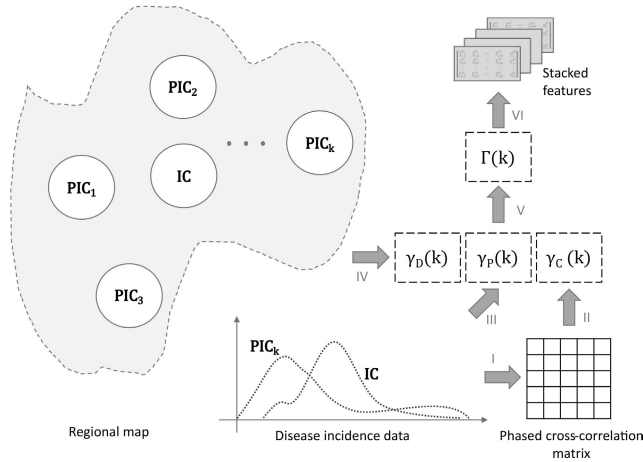 PIC2
PICk
IC
PIC1
PIC3
Regional map
PICk
IC
Disease incidence data
I
II
III
IV
V
VI
Phased cross-correlation
matrix
γD(k)
γP(k)
γC (k)
Γ(k)
Stacked
features